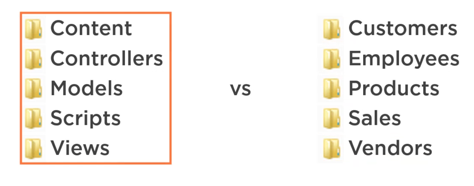 Content
Controllers
Models
Scripts
Views
vs
Customers
Employees
Products
Sales
Vendors